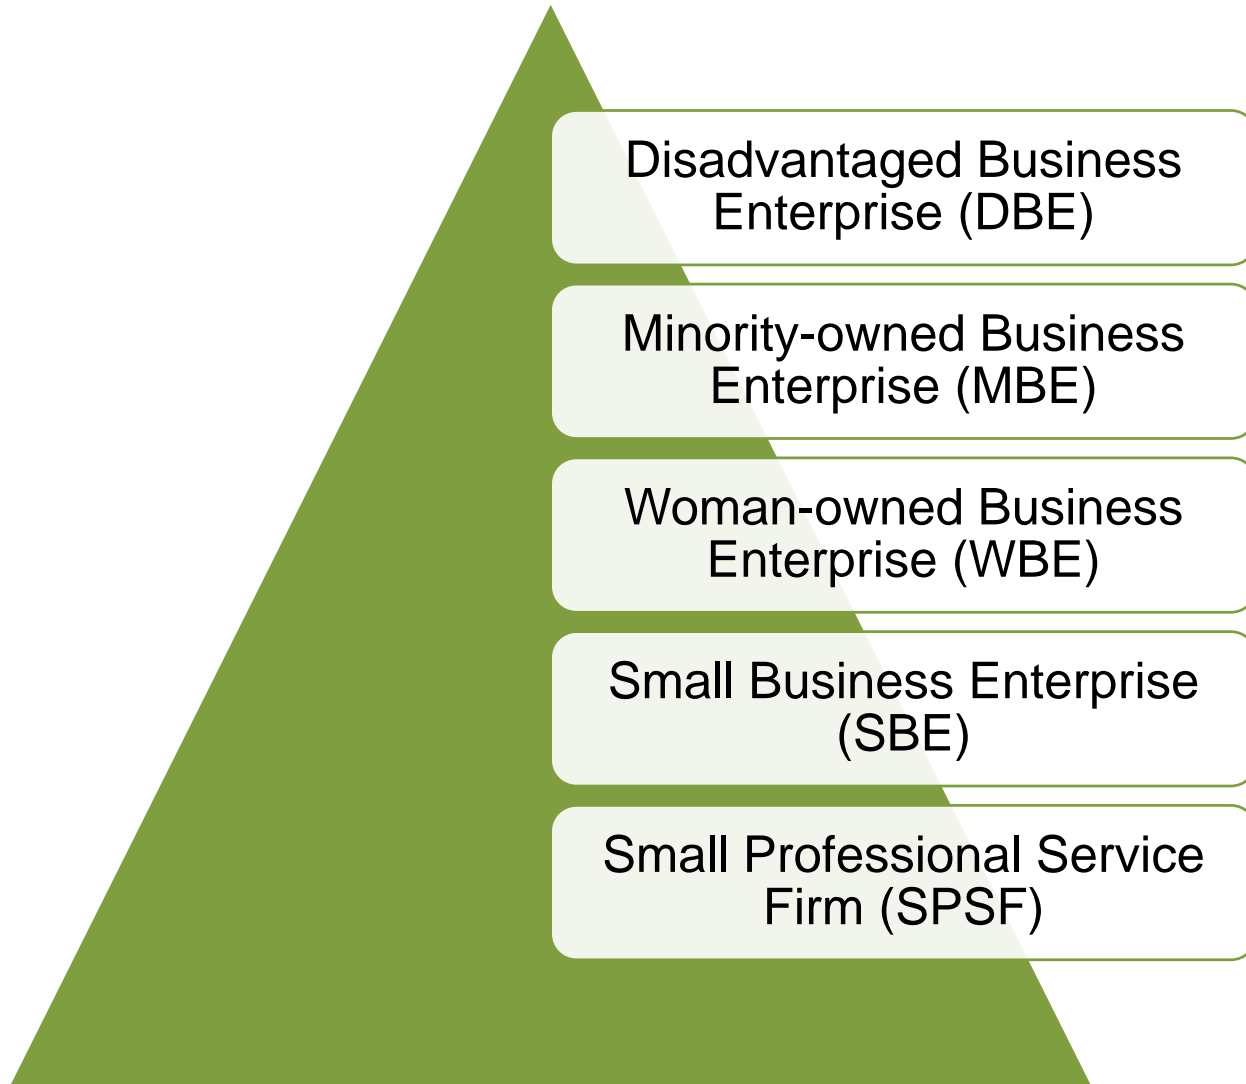 Disadvantaged Business
Enterprise (DBE)
Minority-owned Business
Enterprise (MBE)
Woman-owned Business
Enterprise (WBE)
Small Business Enterprise
(SBE)
Small Professional Service
Firm (SPSF)